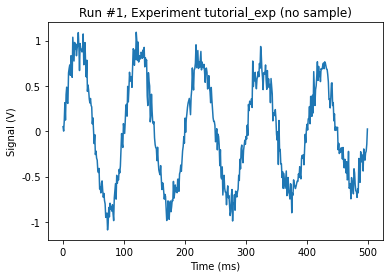 Run #1, Experiment tutorial_exp (no sample)
1
0.5
0
-0.5
-1
Signal (V)
0 100 200 300 400 500
Time (ms)